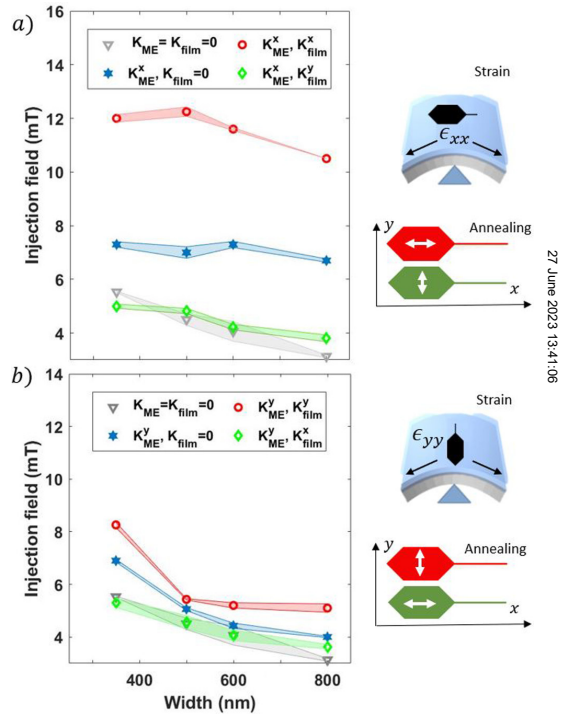 a)
16
14
12
10
8
6
4
Injection field (mT)
K_ME = K_film=0
K^x_ME, K^x_film
K^x_ME, K_film=0
K^x_ME, K^y_film
Strain
ϵ_xx
y
Annealing
x
27 June 2023 13:41:06
b)
14
12
10
8
6
4
Injection field (mT)
K_ME=K_film=0
K^y_ME, K^y_film
K^y_ME, K_film=0
K^y_ME, K^x_film
400
600
800
Width (nm)
Strain
ϵ_yy
y
Annealing
x